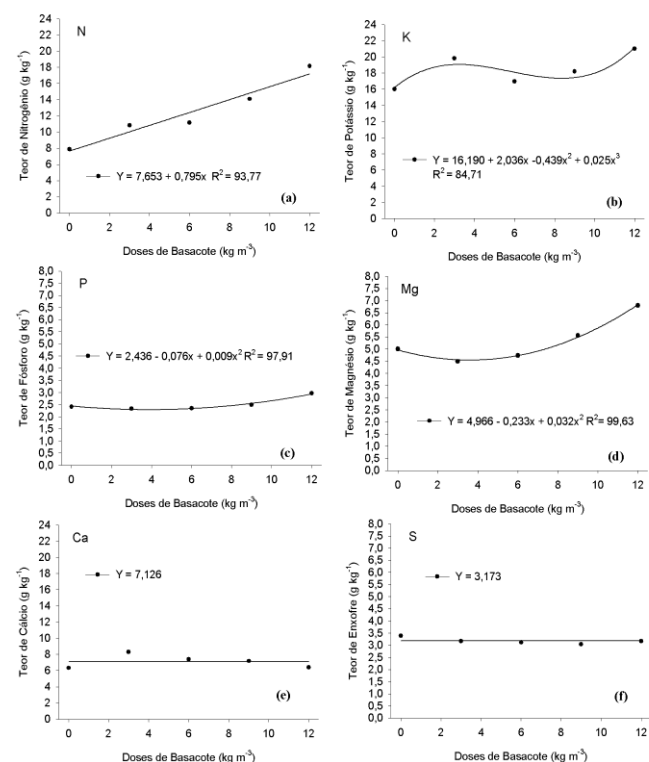 N
Teor de Nitrogênio (g kg⁻¹)
24
22
20
18
16
14
12
10
8
6
4
2
0
Y = 7,653 + 0,795x R² = 93,77
(a)
0 2 4 6 8 10 12
Doses de Basacote (kg m⁻³)
K
Teor de Potássio (g kg⁻¹)
24
22
20
18
16
14
12
10
8
6
4
2
0
Y = 16,190 + 2,036x -0,439x² + 0,025x³
R² = 84,71
(b)
0 2 4 6 8 10 12
Doses de Basacote (kg m⁻³)
P
Teor de Fósforo (g kg⁻¹)
8,0
7,5
7,0
6,5
6,0
5,5
5,0
4,5
4,0
3,5
3,0
2,5
2,0
1,5
1,0
0,5
0,0
Y = 2,436 - 0,076x + 0,009x² R² = 97,91
(c)
0 2 4 6 8 10 12
Doses de Basacote (kg m⁻³)
Mg
Teor de Magnésio (g kg⁻¹)
8,0
7,5
7,0
6,5
6,0
5,5
5,0
4,5
4,0
3,5
3,0
2,5
2,0
1,5
1,0
0,5
0,0
Y = 4,966 - 0,233x + 0,032x² R² = 99,63
(d)
0 2 4 6 8 10 12
Doses de Basacote (kg m⁻³)
Ca
Teor de Cálcio (g kg⁻¹)
24
22
20
18
16
14
12
10
8
6
4
2
0
Y = 7,126
(e)
0 2 4 6 8 10 12
Doses de Basacote (kg m⁻³)
S
Teor de Enxofre (g kg⁻¹)
8,0
7,5
7,0
6,5
6,0
5,5
5,0
4,5
4,0
3,5
3,0
2,5
2,0
1,5
1,0
0,5
0,0
Y = 3,173
(f)
0 2 4 6 8 10 12
Doses de Basacote (kg m⁻³)